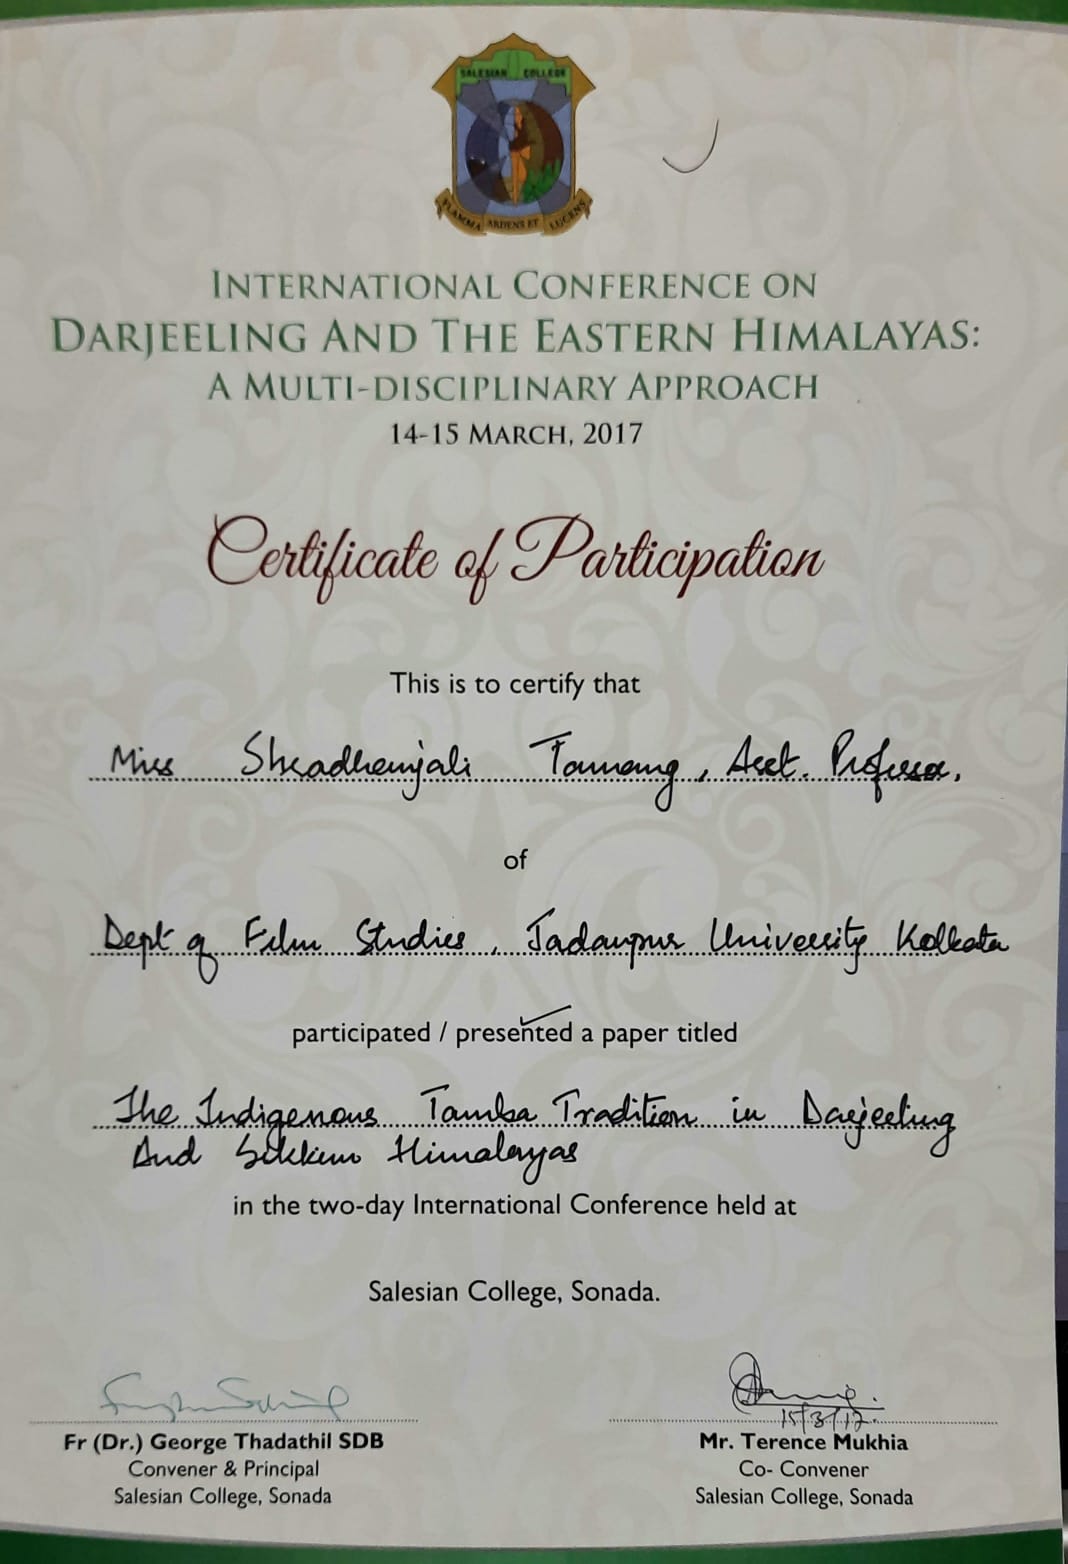 SALESIAN COLLEGE
FLAMMA ARDENS ET LUCENS
INTERNATIONAL CONFERENCE ON
DARJEELING AND THE EASTERN HIMALAYAS:
A MULTI-DISCIPLINARY APPROACH
14-15 MARCH, 2017
Certificate of Participation
This is to certify that
Miss Shradhanjali Tamang, Asst. Professor,
of
Dept of Film Studies, Jadavpur University Kolkata
participated / presented a paper titled
The Indigenous Tamba Tradition in Darjeeling
And Sikkim Himalayas
in the two-day International Conference held at
Salesian College, Sonada.
15/3/17.
Fr (Dr.) George Thadathil SDB
Convener & Principal
Salesian College, Sonada
Mr. Terence Mukhia
Co- Convener
Salesian College, Sonada